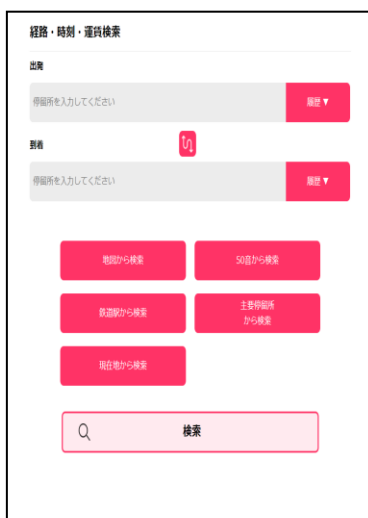 経路・時刻・運賃検索
出発
停留所を入力してください
履歴▼
到着
停留所を入力してください
履歴▼
地図から検索
50音から検索
鉄道駅から検索
主要停留所
から検索
現在地から検索
検索